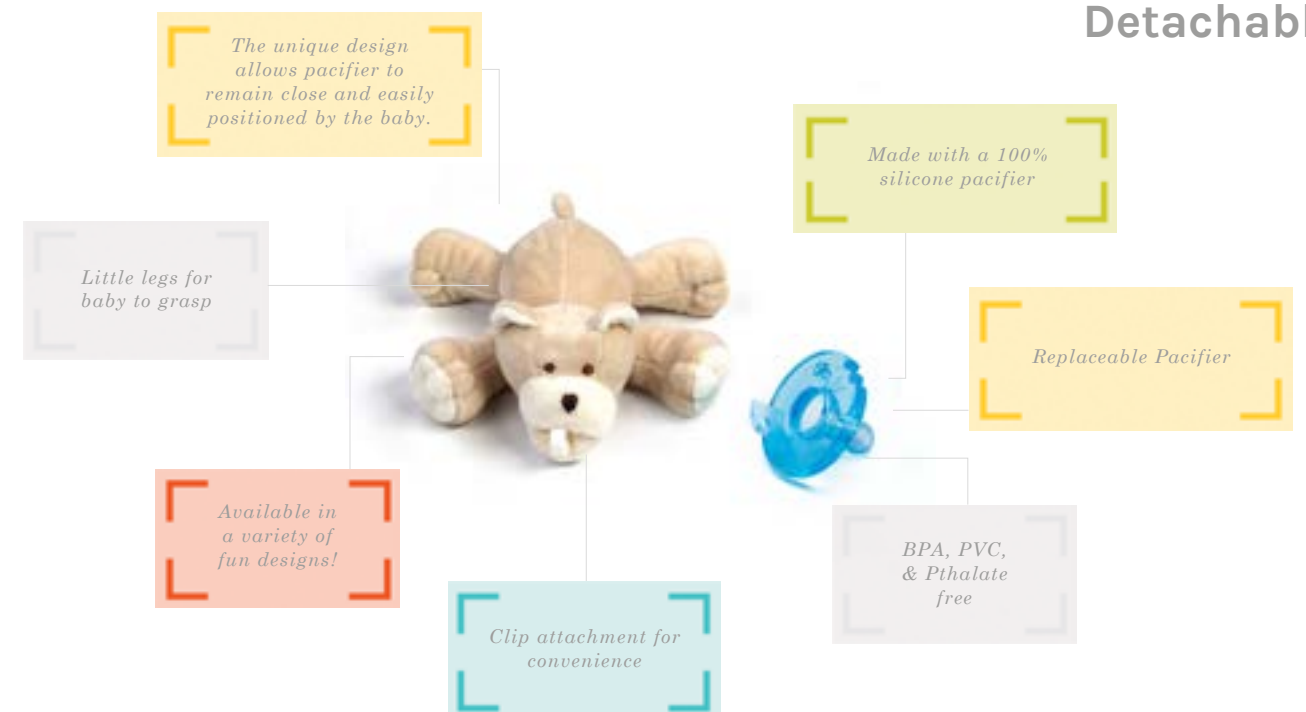 Detachabl
The unique design
allows pacifier to
remain close and easily
positioned by the baby.
Made with a 100%
silicone pacifier
Little legs for
baby to grasp
Replaceable Pacifier
Available in
a variety of
fun designs!
BPA, PVC,
& Pthalate
free
Clip attachment for
convenience